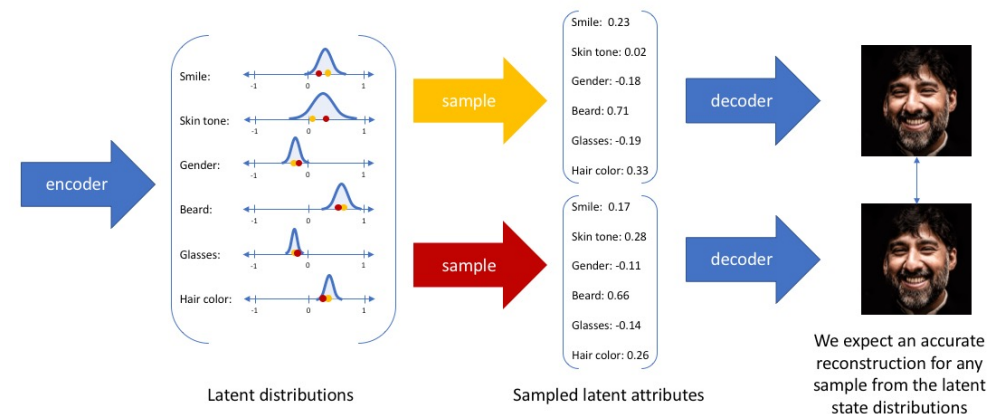 encoder
Smile:
-1 0 1
Skin tone:
-1 0 1
Gender:
-1 0 1
Beard:
-1 0 1
Glasses:
-1 0 1
Hair color:
-1 0 1
Latent distributions
sample
sample
Smile: 0.23
Skin tone: 0.02
Gender: -0.18
Beard: 0.71
Glasses: -0.19
Hair color: 0.33
Smile: 0.17
Skin tone: 0.28
Gender: -0.11
Beard: 0.66
Glasses: -0.14
Hair color: 0.26
Sampled latent attributes
decoder
decoder
We expect an accurate
reconstruction for any
sample from the latent
state distributions